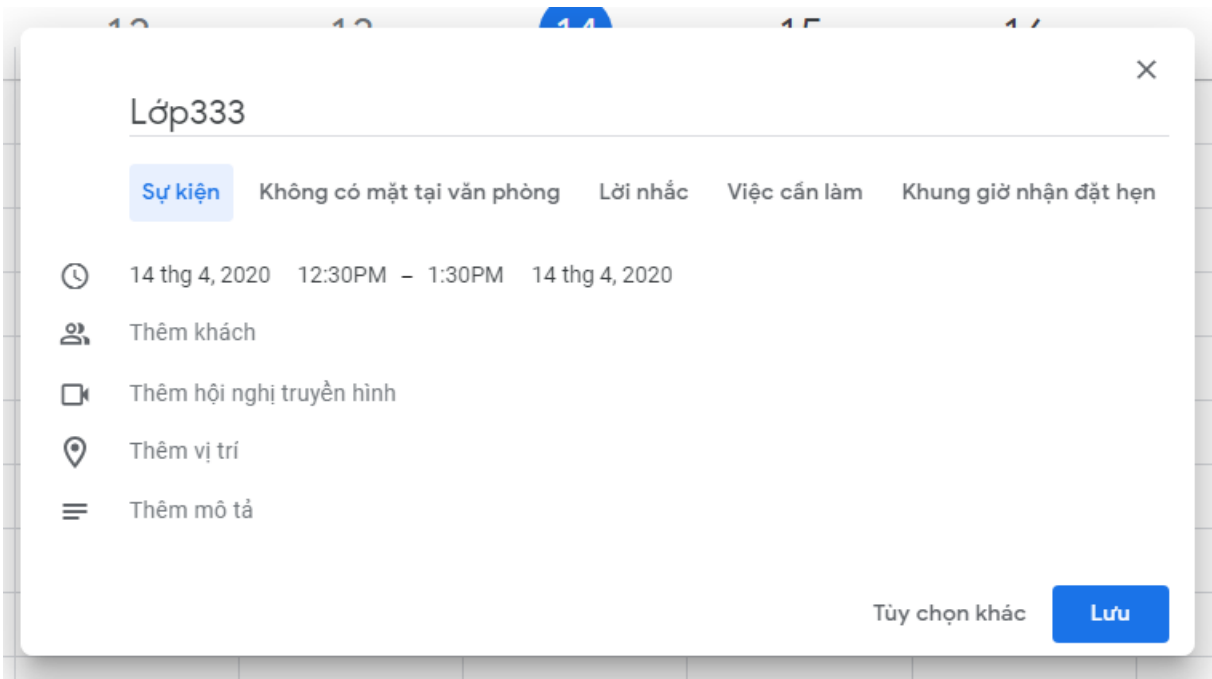 14
Lớp333
Sự kiện Không có mặt tại văn phòng Lời nhắc Việc cần làm Khung giờ nhận đặt hẹn
14 thg 4, 2020 12:30PM – 1:30PM 14 thg 4, 2020
Thêm khách
Thêm hội nghị truyền hình
Thêm vị trí
Thêm mô tả
Tùy chọn khác Lưu